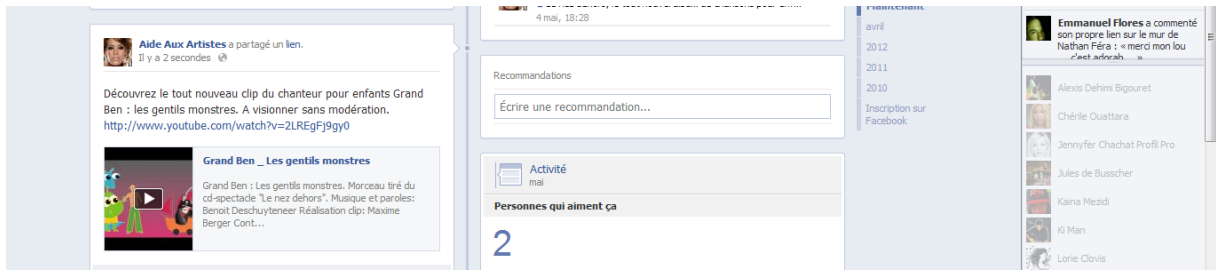 Aide Aux Artistes a partagé un lien.
Il y a 2 secondes
Découvrez le tout nouveau clip du chanteur pour enfants Grand
Ben : les gentils monstres. A visionner sans modération.
http://www.youtube.com/watch?v=2LREgFj9gy0
Grand Ben _ Les gentils monstres
Grand Ben : Les gentils monstres. Morceau tiré du
cd-spectacle "Le nez dehors". Musique et paroles:
Benoit Deschuyteneer Réalisation clip: Maxime
Berger Cont...
4 mai, 18:28
Recommandations
Écrire une recommandation...
Activité
mai
Personnes qui aiment ça
2
Maintenant
avril
2012
2011
2010
Inscription sur
Facebook
Emmanuel Flores a commenté
son propre lien sur le mur de
Nathan Féra : « merci mon lou
c'est adorab... »
Alexis Dehimi Bigouret
Chérile Ouattara
Jennyfer Chachat Profil Pro
Jules de Busscher
Kaina Mezidi
Ki Man
Lorie Clovis